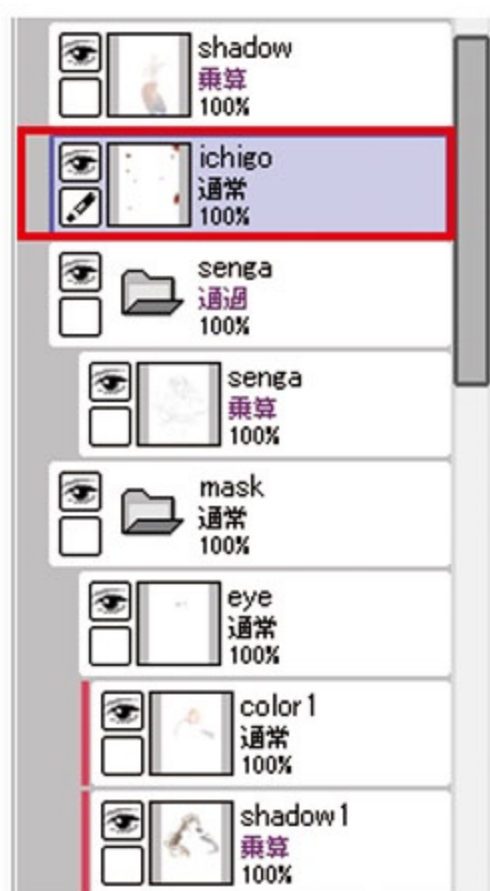 shadow
乗算
100%
ichigo
通常
100%
senga
通過
100%
senga
乗算
100%
mask
通常
100%
eye
通常
100%
color1
通常
100%
shadow1
乗算
100%